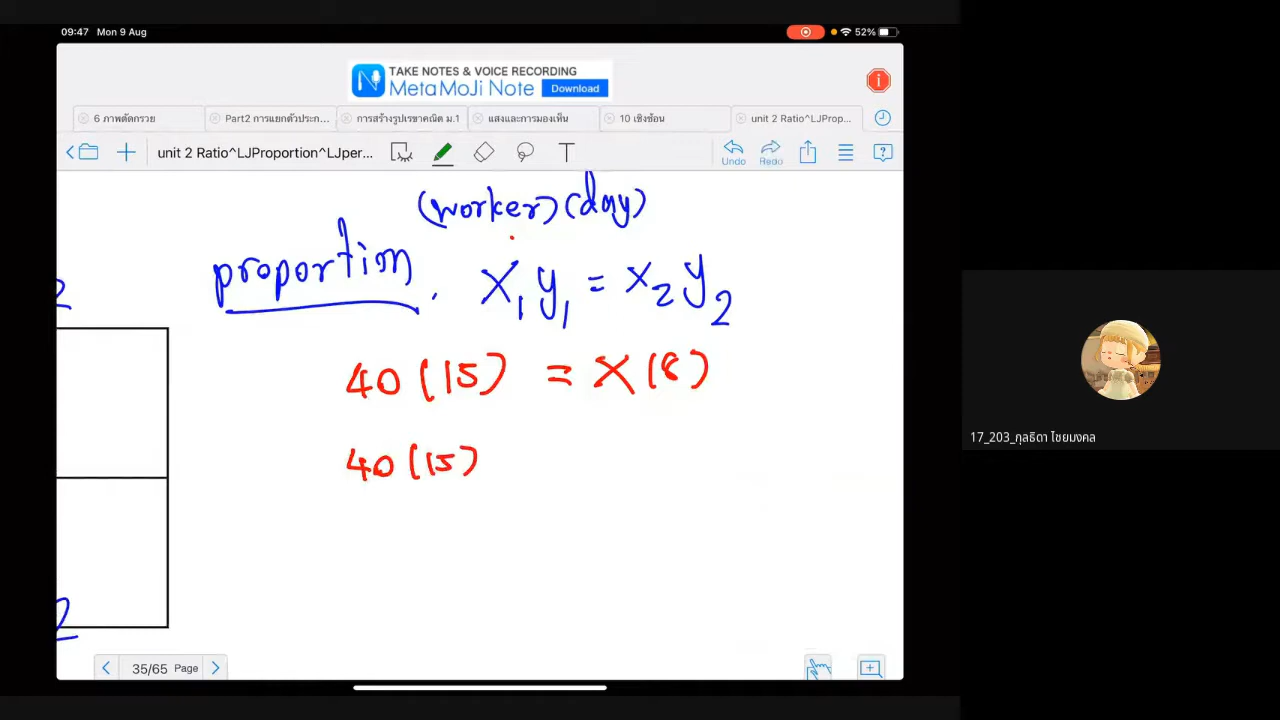 09:47 Mon 9 Aug
52%
TAKE NOTES & VOICE RECORDING
MetaMoJi Note Download
6 ภาพตัดกรวย
Part2 การแยกตัวประก...
การสร้างรูปเรขาคณิต ม.1
แสงและการมองเห็น
10 เชิงซ้อน
unit 2 Ratio^LJProp...
unit 2 Ratio^LJProportion^LJper...
Undo
Redo
(worker) (day)
proportion. x₁y₁ = x₂y₂
40(15) = x(8)
40(15)
2
2
35/65 Page
17_203_กุลธิดา ไชยมงคล